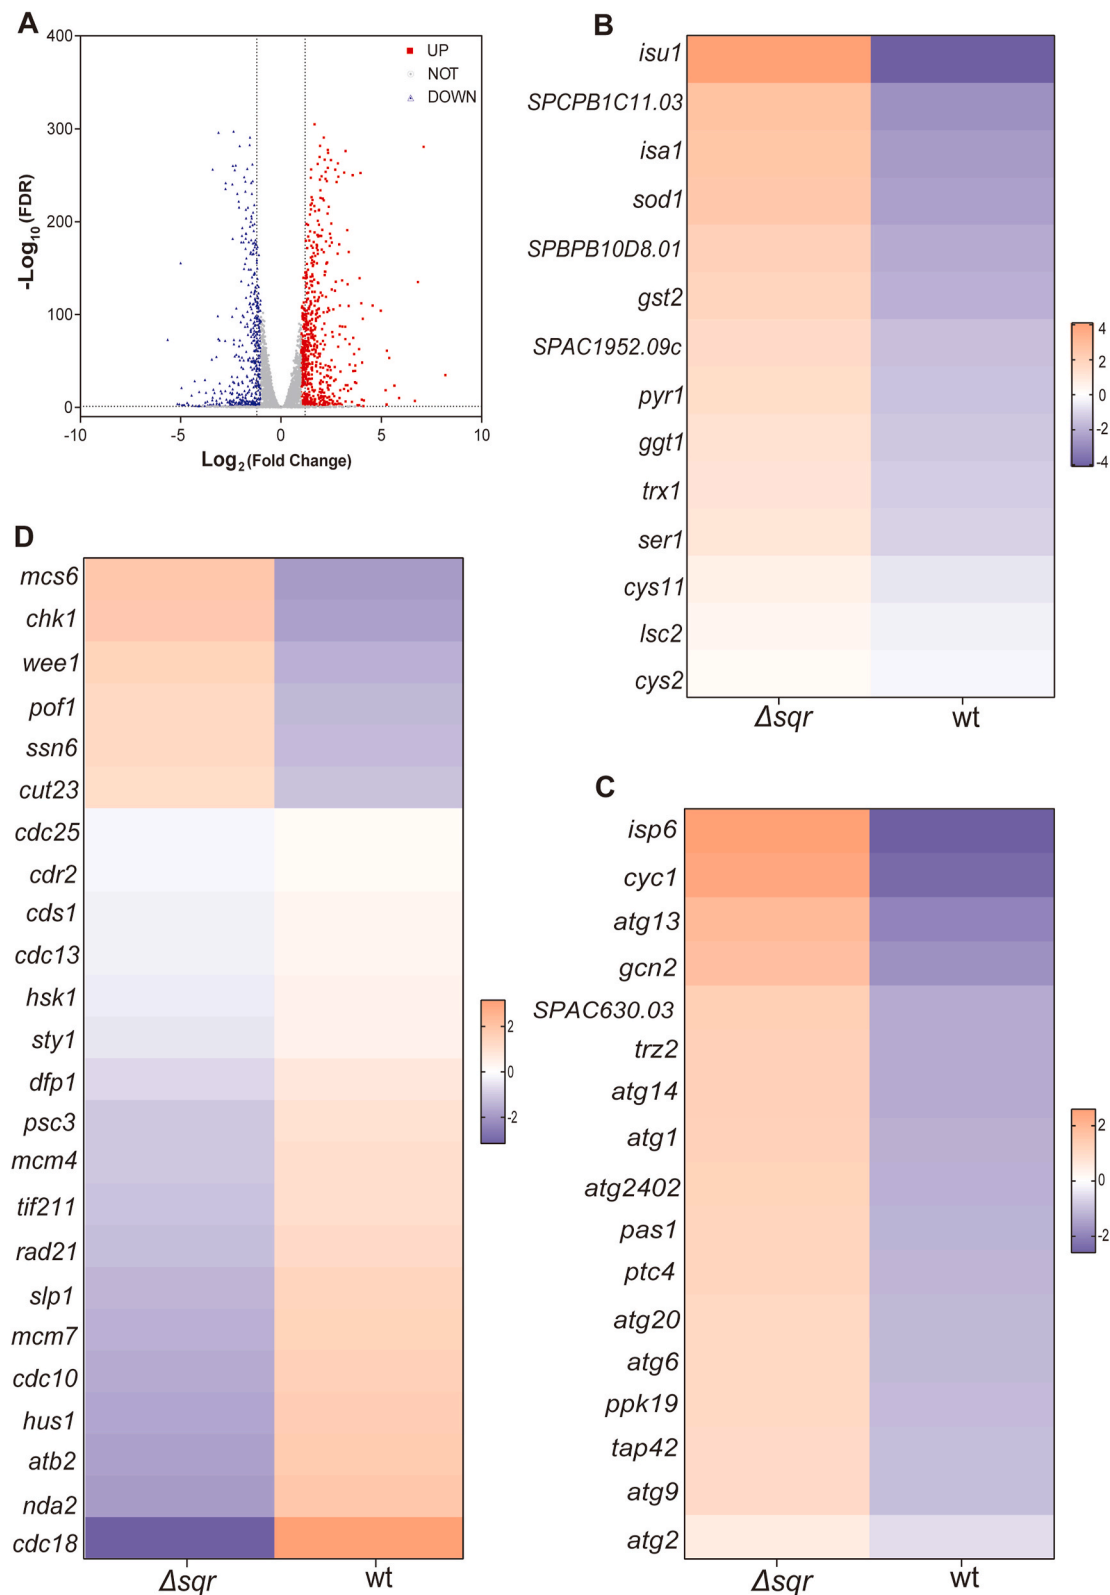 A
400
300
200
100
0
-10
-5
0
5
10
-Log10 (FDR)
Log2 (Fold Change)
UP
NOT
DOWN
B
isu1
SPCPB1C11.03
isa1
sod1
SPBPB10D8.01
gst2
SPAC1952.09c
pyr1
ggt1
trx1
ser1
cys11
lsc2
cys2
Δsqr
wt
4
2
0
-2
-4
D
mcs6
chk1
wee1
pof1
ssn6
cut23
cdc25
cdr2
cds1
cdc13
hsk1
sty1
dfp1
psc3
mcm4
tif211
rad21
slp1
mcm7
cdc10
hus1
atb2
nda2
cdc18
Δsqr
wt
2
0
-2
C
isp6
cyc1
atg13
gcn2
SPAC630.03
trz2
atg14
atg1
atg2402
pas1
ptc4
atg20
atg6
ppk19
tap42
atg9
atg2
Δsqr
wt
2
0
-2